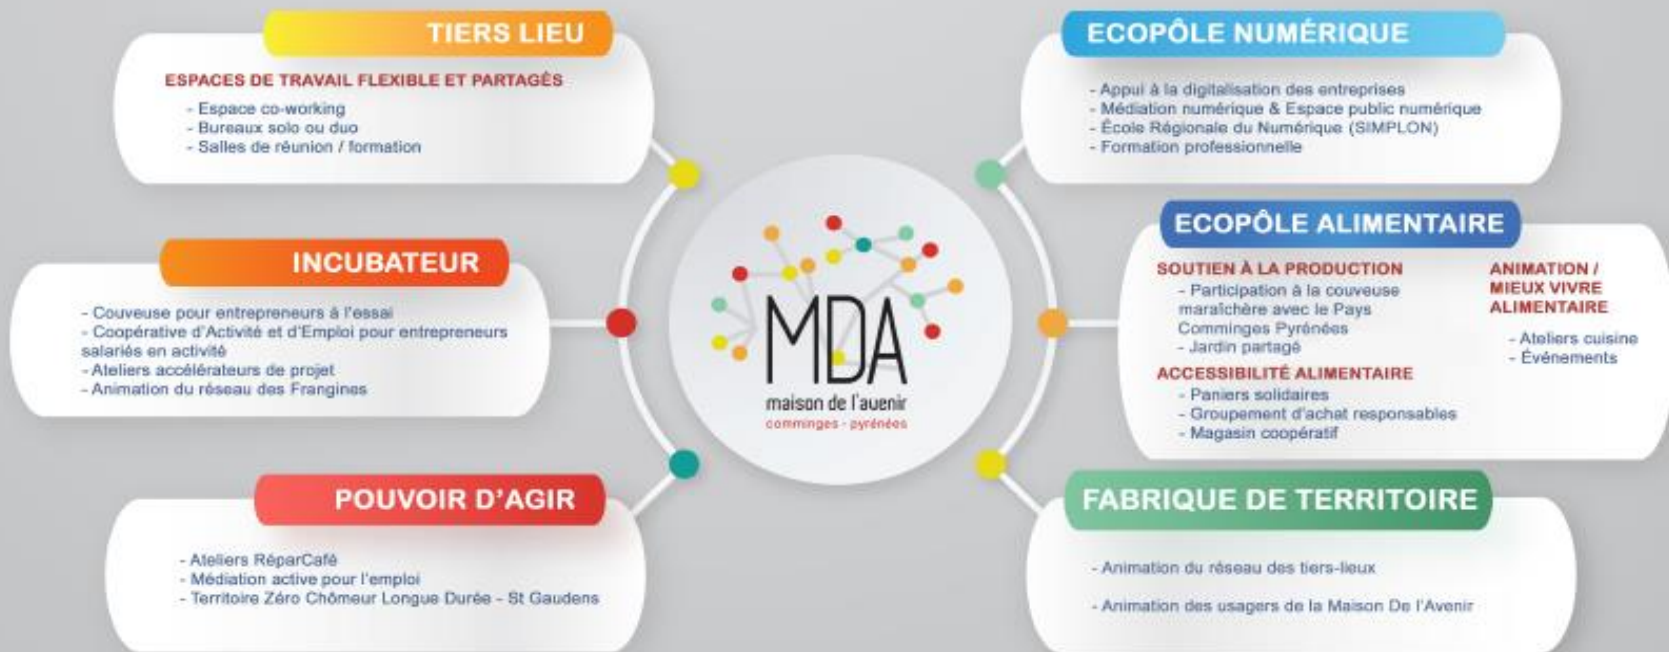 TIERS LIEU
ESPACES DE TRAVAIL FLEXIBLE ET PARTAGÉS
- Espace co-working
- Bureaux solo ou duo
- Salles de réunion / formation
INCUBATEUR
- Couveuse pour entrepreneurs à l'essai
- Coopérative d'Activité et d'Emploi pour entrepreneurs
salariés en activité
- Ateliers accélérateurs de projet
- Animation du réseau des Frangines
POUVOIR D'AGIR
- Ateliers RéparCafé
- Médiation active pour l'emploi
- Territoire Zéro Chômeur Longue Durée - St Gaudens
MDA
maison de l'avenir
comminges - pyrénées
ECOPÔLE NUMÉRIQUE
- Appui à la digitalisation des entreprises
- Médiation numérique & Espace public numérique
- École Régionale du Numérique (SIMPLON)
- Formation professionnelle
ECOPÔLE ALIMENTAIRE
SOUTIEN À LA PRODUCTION
- Participation à la couveuse
maraîchère avec le Pays
Comminges Pyrénées
- Jardin partagé
ACCESSIBILITÉ ALIMENTAIRE
- Paniers solidaires
- Groupement d'achat responsables
- Magasin coopératif
ANIMATION /
MIEUX VIVRE
ALIMENTAIRE
- Ateliers cuisine
- Événements
FABRIQUE DE TERRITOIRE
- Animation du réseau des tiers-lieux
- Animation des usagers de la Maison De l'Avenir